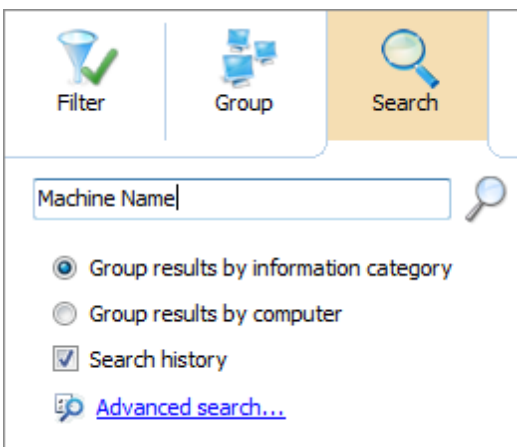 Filter Group Search
Machine Name
Group results by information category
Group results by computer
Search history
Advanced search...